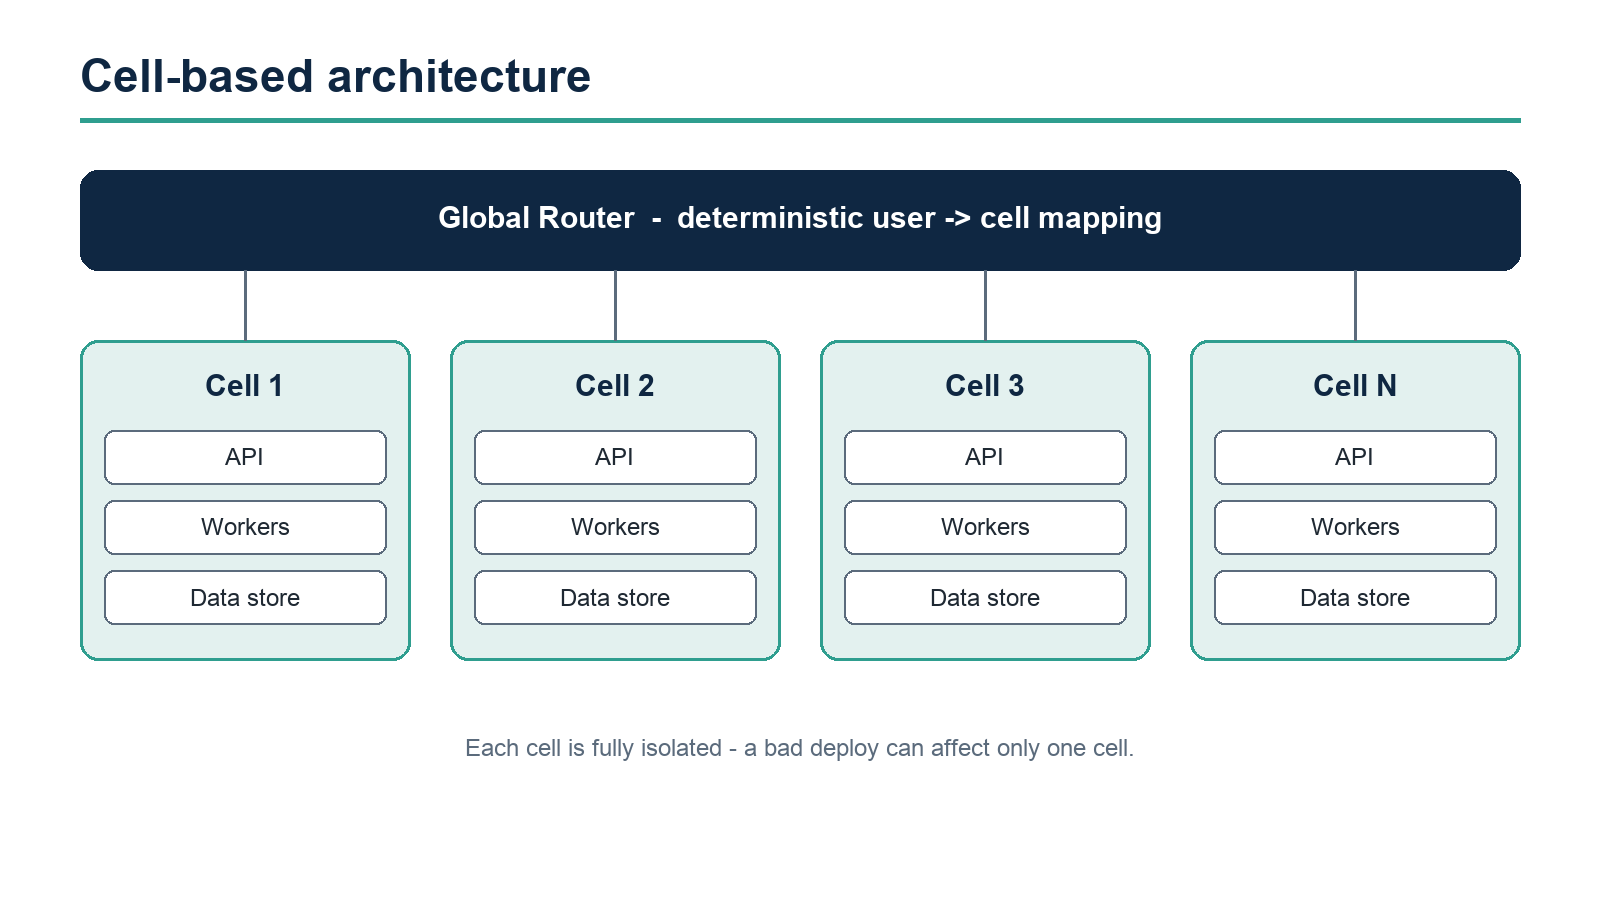 Cell-based architecture
Global Router - deterministic user -> cell mapping
Cell 1
API
Workers
Data store
Cell 2
API
Workers
Data store
Cell 3
API
Workers
Data store
Cell N
API
Workers
Data store
Each cell is fully isolated - a bad deploy can affect only one cell.